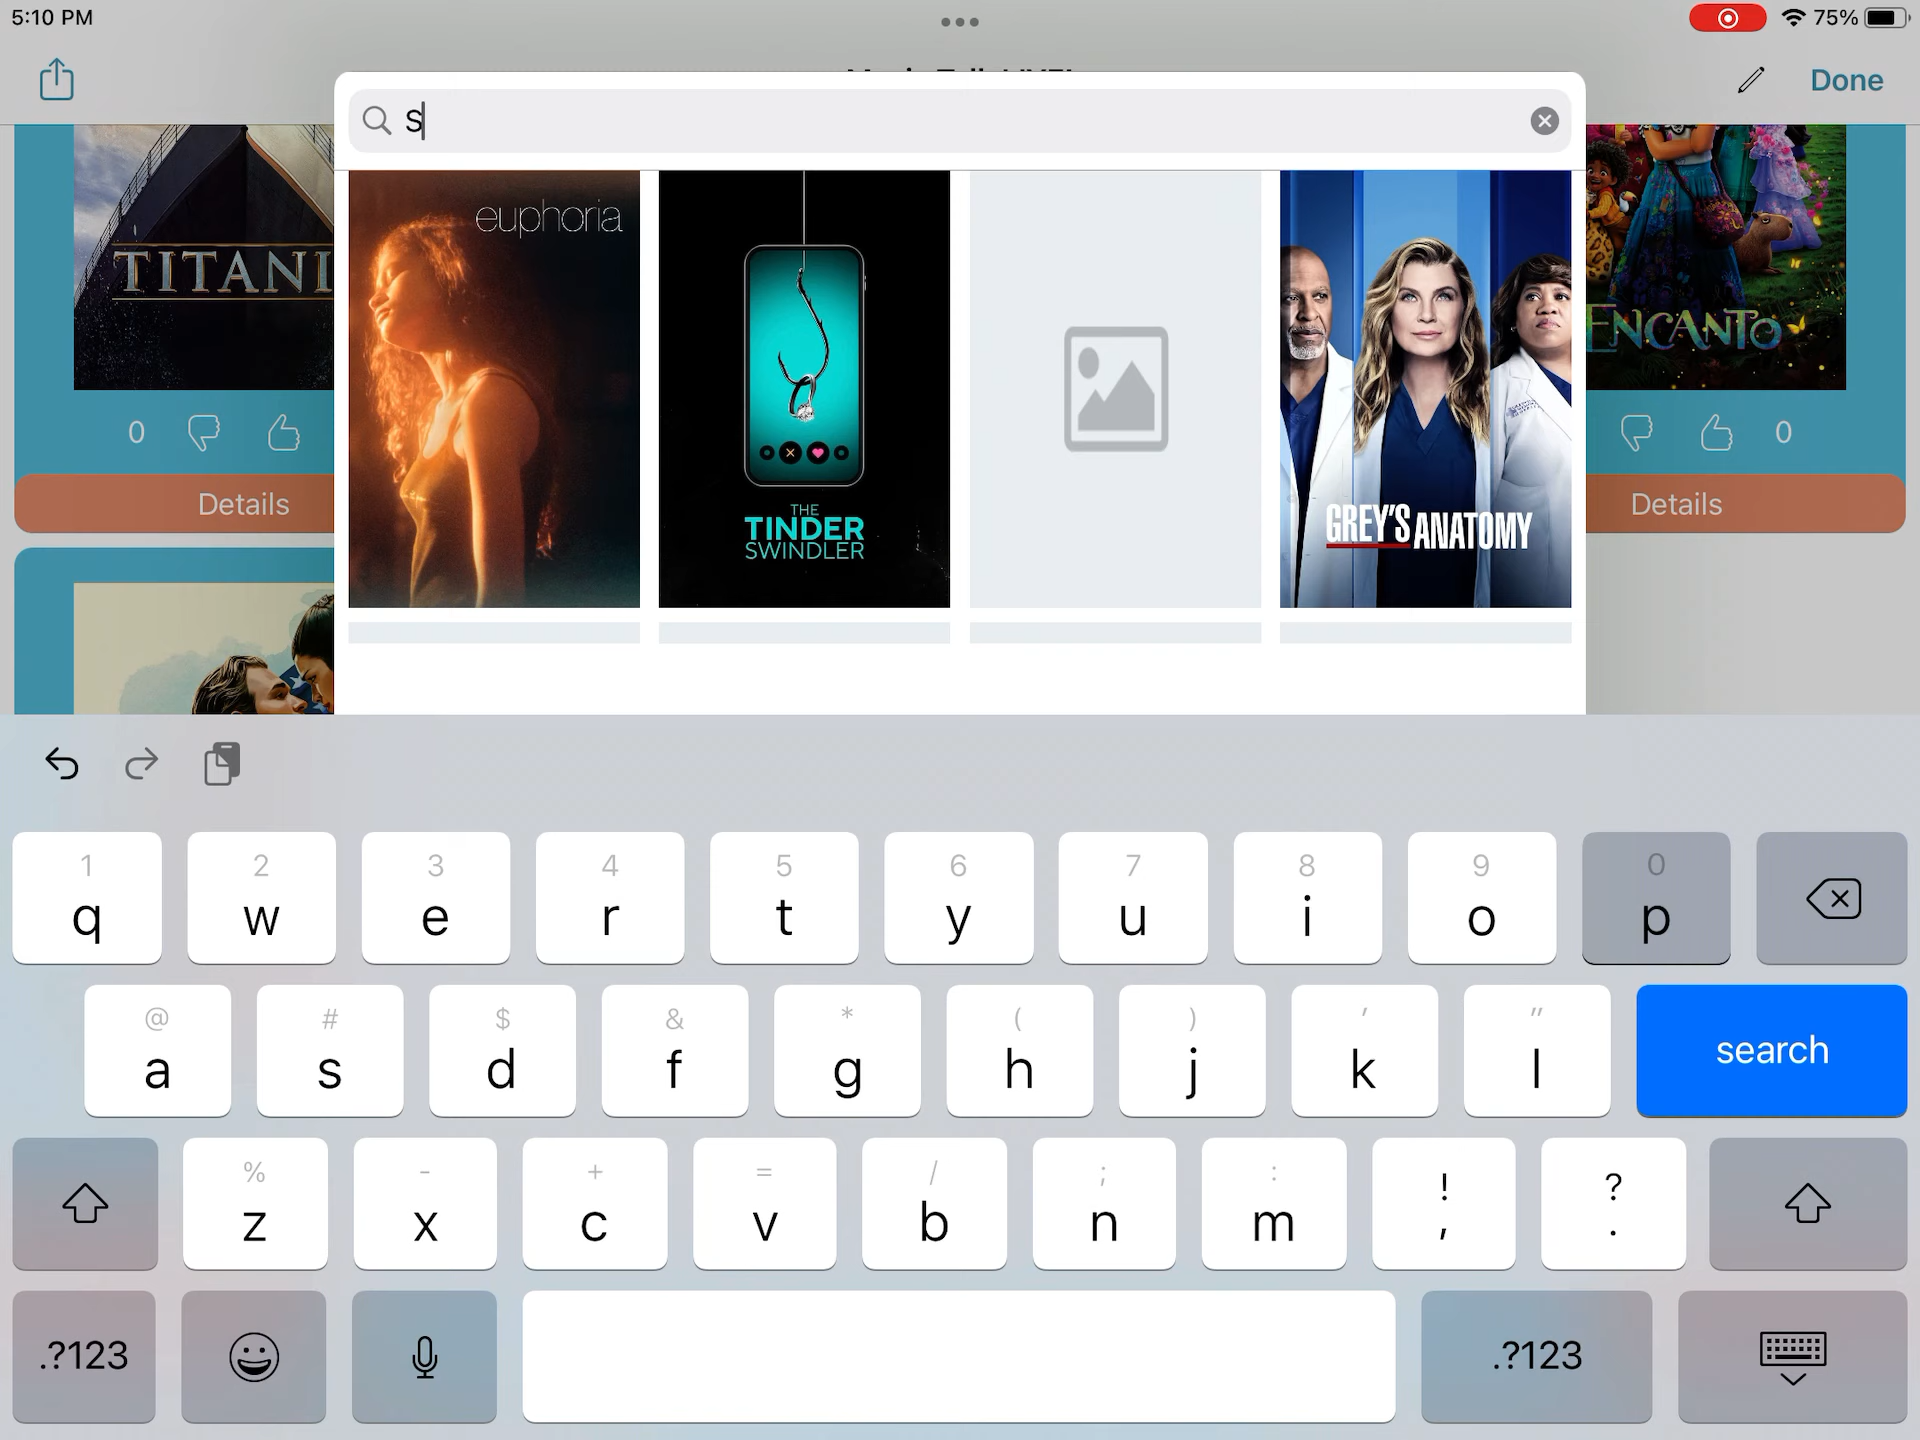 5:10 PM
75%
Done
S
TITANI
euphoria
THE
TINDER
SWINDLER
GREY'S ANATOMY
ENCANTO
0
0
Details
Details
1 2 3 4 5 6 7 8 9 0
q w e r t y u i o p
@ # $ & * ( ) ' "
a s d f g h j k l search
% - + = / ; : ! ?
z x c v b n m , .
.?123 .?123